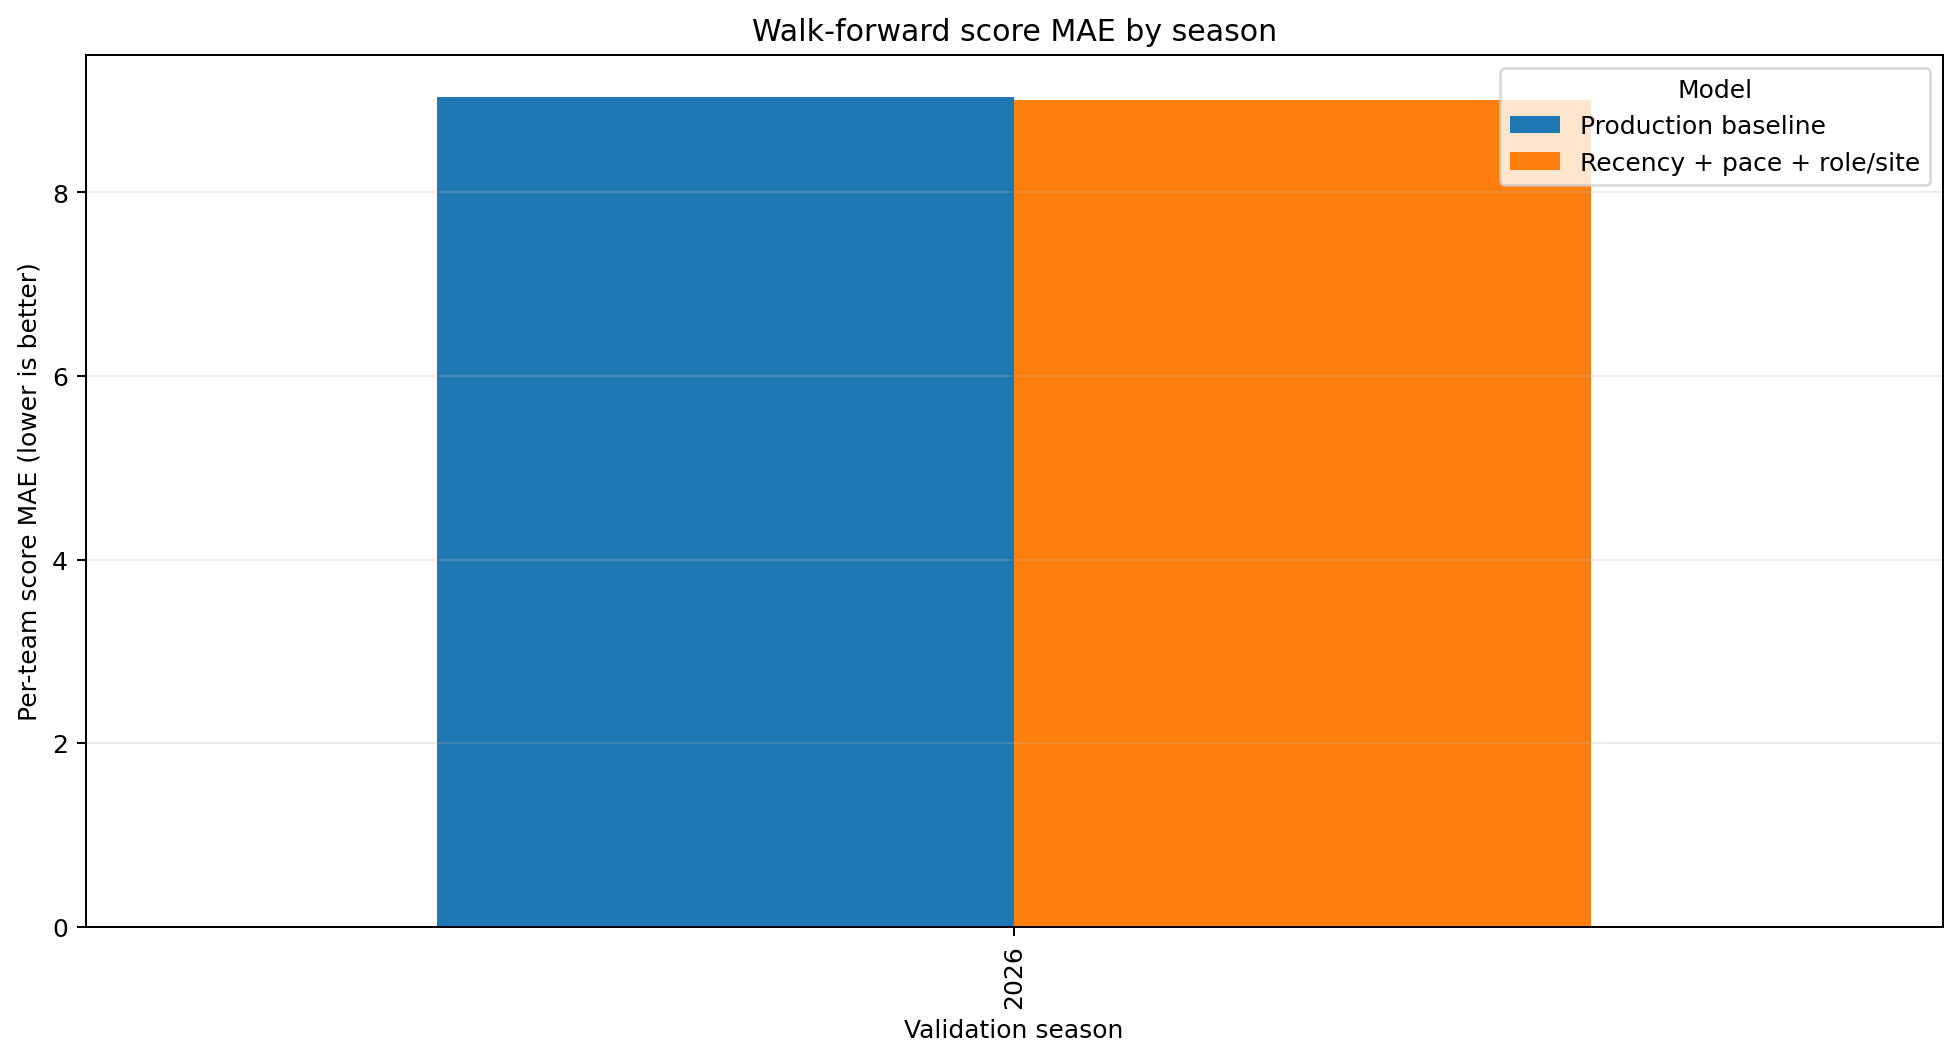 Walk-forward score MAE by season
Model
Production baseline
Recency + pace + role/site
Per-team score MAE (lower is better)
8
6
4
2
0
2026
Validation season